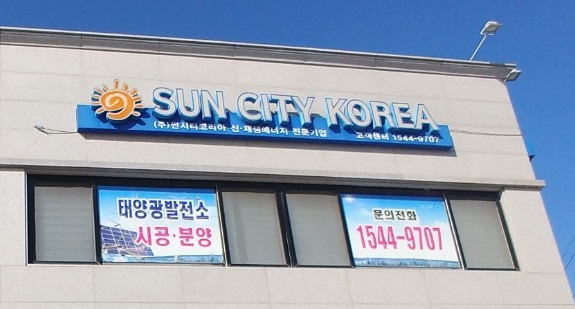 SUN CITY KOREA
(주)썬시티코리아 신·재생에너지 전문기업 고객센터 1544-9707
태양광발전소
시공·분양
문의전화
1544-9707